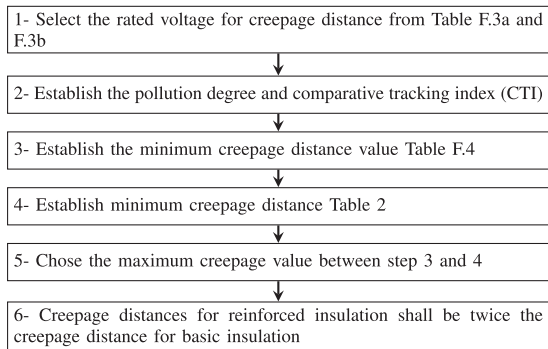 1- Select the rated voltage for creepage distance from Table F.3a and
F.3b
2- Establish the pollution degree and comparative tracking index (CTI)
3- Establish the minimum creepage distance value Table F.4
4- Establish minimum creepage distance Table 2
5- Chose the maximum creepage value between step 3 and 4
6- Creepage distances for reinforced insulation shall be twice the
creepage distance for basic insulation